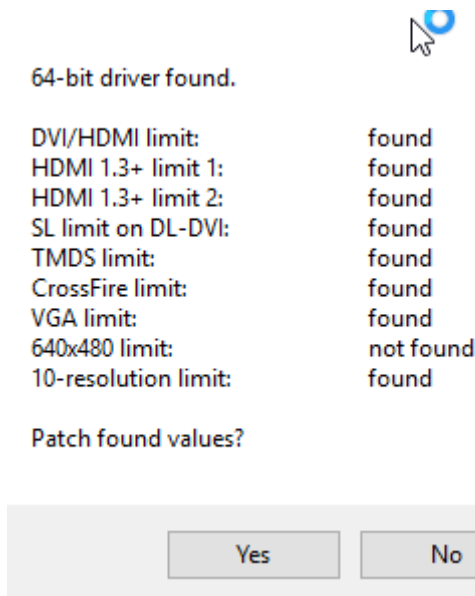 64-bit driver found.
DVI/HDMI limit: found
HDMI 1.3+ limit 1: found
HDMI 1.3+ limit 2: found
SL limit on DL-DVI: found
TMDS limit: found
CrossFire limit: found
VGA limit: found
640x480 limit: not found
10-resolution limit: found
Patch found values?
Yes No